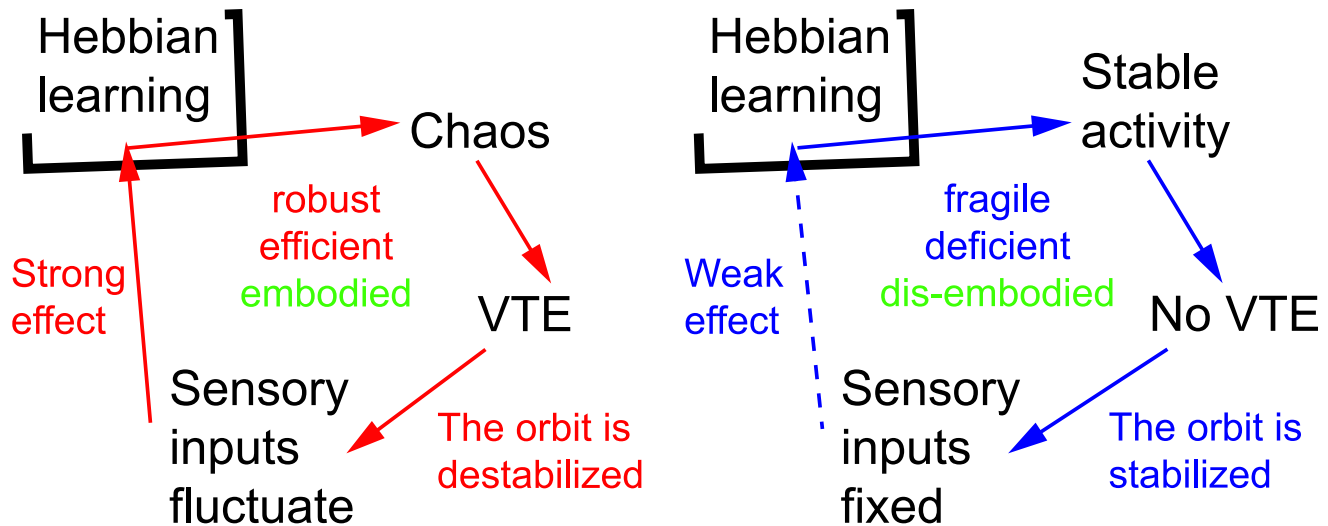 Hebbian
learning
Chaos
robust
efficient
embodied
Strong
effect
VTE
Sensory
inputs
fluctuate
The orbit is
destabilized
Hebbian
learning
Stable
activity
fragile
deficient
dis-embodied
Weak
effect
No VTE
Sensory
inputs
fixed
The orbit is
stabilized